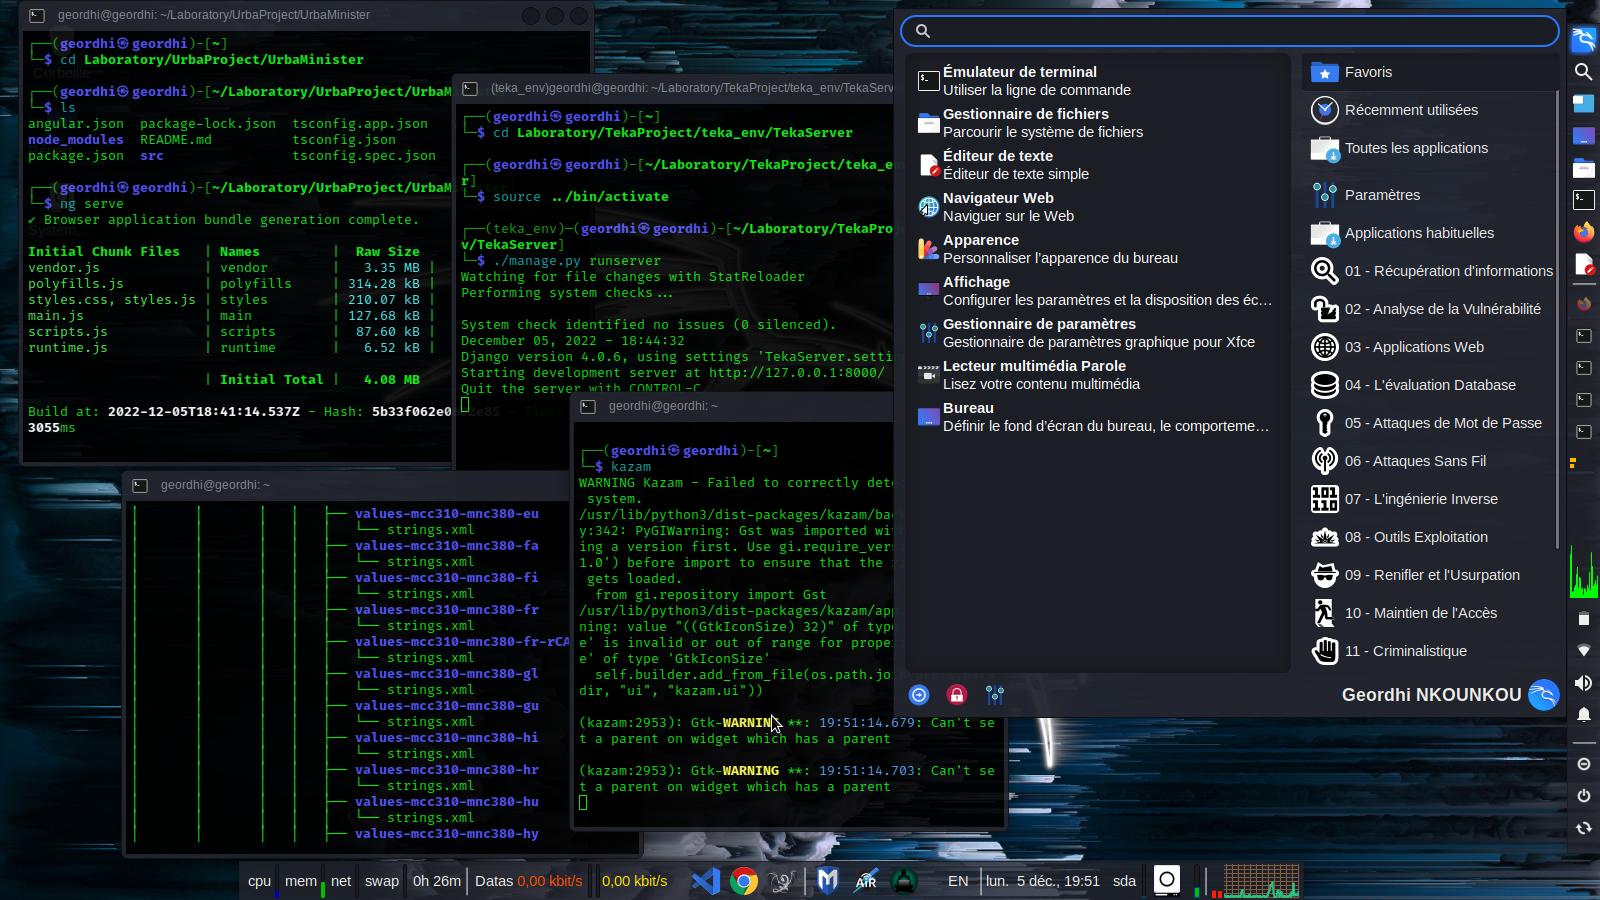 geordhi@geordhi: ~/Laboratory/UrbaProject/UrbaMinister
┌──(geordhi㉿geordhi)-[~]
└─$ cd Laboratory/UrbaProject/UrbaMinister
Corbeille
┌──(geordhi㉿geordhi)-[~/Laboratory/UrbaProject/UrbaM
└─$ ls
angular.json package-lock.json tsconfig.app.json
node_modules README.md tsconfig.json
package.json src tsconfig.spec.json
┌──(geordhi㉿geordhi)-[~/Laboratory/UrbaProject/UrbaM
└─$ ng serve
✔ Browser application bundle generation complete.
Initial Chunk Files | Names | Raw Size
vendor.js | vendor | 3.35 MB |
polyfills.js | polyfills | 314.28 kB |
styles.css, styles.js | styles | 210.07 kB |
main.js | main | 127.68 kB |
scripts.js | scripts | 87.60 kB |
runtime.js | runtime | 6.52 kB |
| Initial Total | 4.08 MB
Build at: 2022-12-05T18:41:14.537Z - Hash: 5b33f062e0
3055ms
(teka_env)geordhi@geordhi: ~/Laboratory/TekaProject/teka_env/TekaServ
┌──(geordhi㉿geordhi)-[~]
└─$ cd Laboratory/TekaProject/teka_env/TekaServer
┌──(geordhi㉿geordhi)-[~/Laboratory/TekaProject/teka_e
r]
└─$ source ../bin/activate
┌──(teka_env)─(geordhi㉿geordhi)-[~/Laboratory/TekaPro
v/TekaServer]
└─$ ./manage.py runserver
Watching for file changes with StatReloader
Performing system checks...
System check identified no issues (0 silenced).
December 05, 2022 - 18:44:32
Django version 4.0.6, using settings 'TekaServer.setti
Starting development server at http://127.0.0.1:8000/
Quit the server with CONTROL-C.
geordhi@geordhi: ~
├── values-mcc310-mnc380-eu
│ └── strings.xml
├── values-mcc310-mnc380-fa
│ └── strings.xml
├── values-mcc310-mnc380-fi
│ └── strings.xml
├── values-mcc310-mnc380-fr
│ └── strings.xml
├── values-mcc310-mnc380-fr-rCA
│ └── strings.xml
├── values-mcc310-mnc380-gl
│ └── strings.xml
├── values-mcc310-mnc380-gu
│ └── strings.xml
├── values-mcc310-mnc380-hi
│ └── strings.xml
├── values-mcc310-mnc380-hr
│ └── strings.xml
├── values-mcc310-mnc380-hu
│ └── strings.xml
├── values-mcc310-mnc380-hy
geordhi@geordhi: ~
┌──(geordhi㉿geordhi)-[~]
└─$ kazam
WARNING Kazam - Failed to correctly dete
system.
/usr/lib/python3/dist-packages/kazam/bac
y:342: PyGIWarning: Gst was imported wit
ing a version first. Use gi.require_vers
1.0') before import to ensure that the r
gets loaded.
from gi.repository import Gst
/usr/lib/python3/dist-packages/kazam/app
ning: value "((GtkIconSize) 32)" of type
e' is invalid or out of range for proper
e' of type 'GtkIconSize'
self.builder.add_from_file(os.path.joi
dir, "ui", "kazam.ui"))
(kazam:2953): Gtk-WARNING **: 19:51:14.679: Can't se
t a parent on widget which has a parent
(kazam:2953): Gtk-WARNING **: 19:51:14.703: Can't se
t a parent on widget which has a parent
Émulateur de terminal
Utiliser la ligne de commande
Gestionnaire de fichiers
Parcourir le système de fichiers
Éditeur de texte
Éditeur de texte simple
Navigateur Web
Naviguer sur le Web
Apparence
Personnaliser l'apparence du bureau
Affichage
Configurer les paramètres et la disposition des éc…
Gestionnaire de paramètres
Gestionnaire de paramètres graphique pour Xfce
Lecteur multimédia Parole
Lisez votre contenu multimédia
Bureau
Définir le fond d'écran du bureau, le comporteme…
Favoris
Récemment utilisées
Toutes les applications
Paramètres
Applications habituelles
01 - Récupération d'informations
02 - Analyse de la Vulnérabilité
03 - Applications Web
04 - L'évaluation Database
05 - Attaques de Mot de Passe
06 - Attaques Sans Fil
07 - L'ingénierie Inverse
08 - Outils Exploitation
09 - Renifler et l'Usurpation
10 - Maintien de l'Accès
11 - Criminalistique
Geordhi NKOUNKOU
cpu mem net swap 0h 26m Datas 0,00 kbit/s 0,00 kbit/s AiR EN lun. 5 déc., 19:51 sda